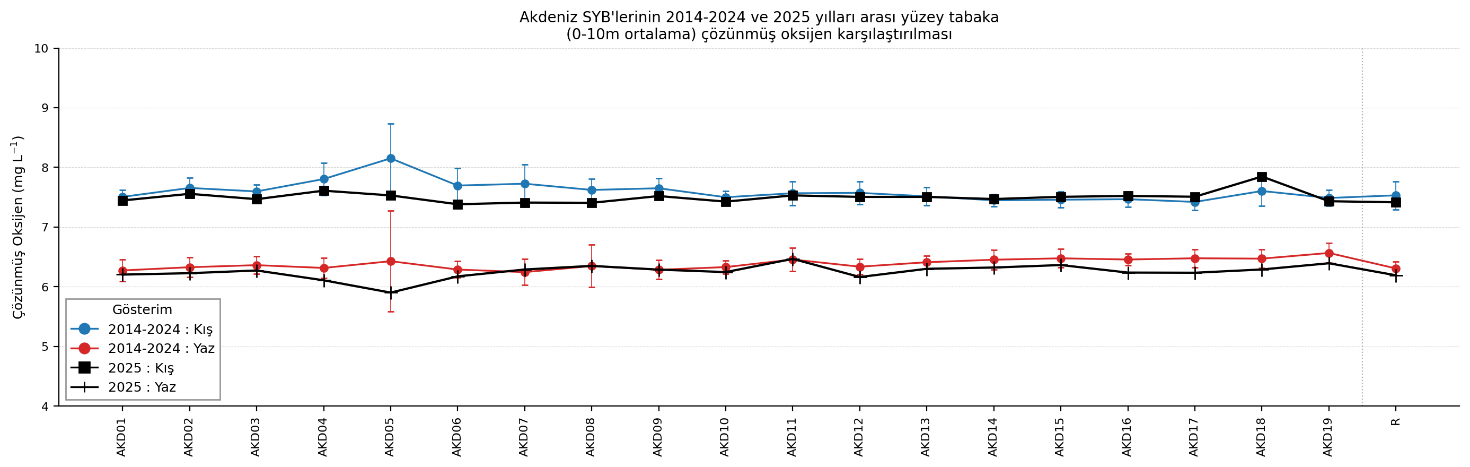 Akdeniz SYB'lerinin 2014-2024 ve 2025 yılları arası yüzey tabaka
(0-10m ortalama) çözünmüş oksijen karşılaştırılması
Çözünmüş Oksijen (mg L⁻¹)
10
9
8
7
6
5
4
Gösterim
2014-2024 : Kış
2014-2024 : Yaz
2025 : Kış
2025 : Yaz
AKD01
AKD02
AKD03
AKD04
AKD05
AKD06
AKD07
AKD08
AKD09
AKD10
AKD11
AKD12
AKD13
AKD14
AKD15
AKD16
AKD17
AKD18
AKD19
R